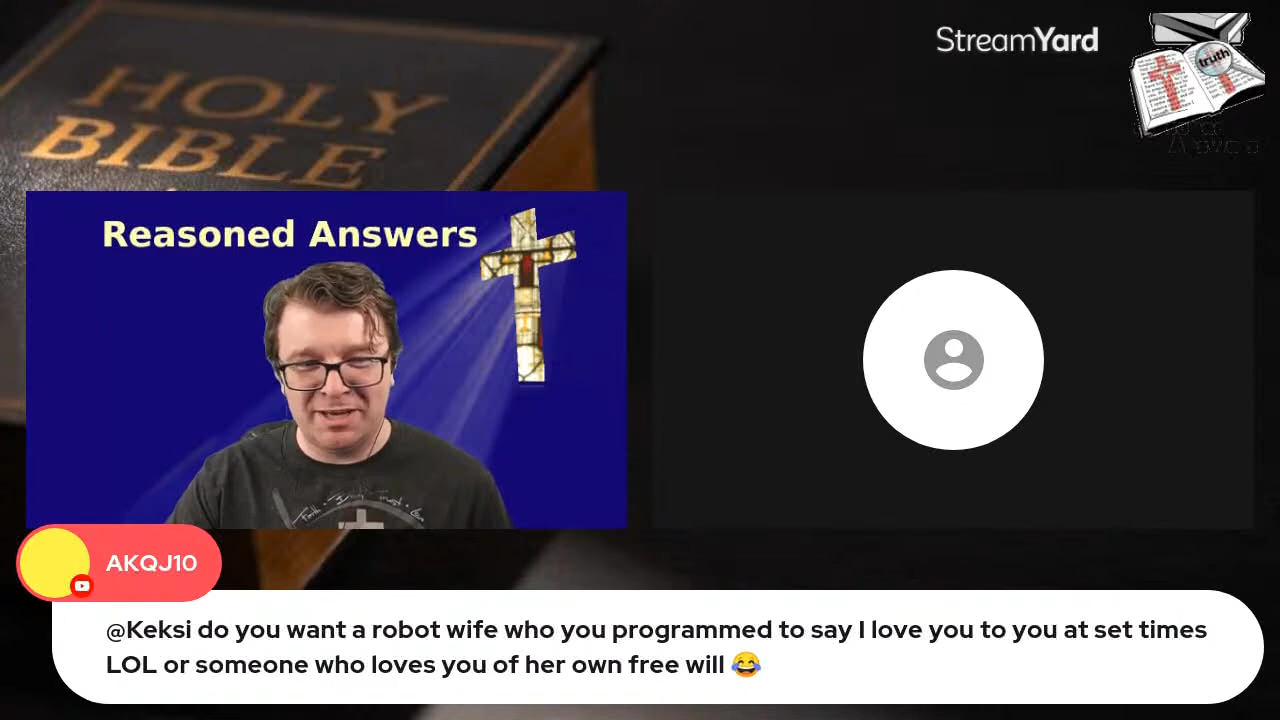 HOLY
BIBLE
StreamYard
truth
Reasoned Answers
AKQJ10
@Keksi do you want a robot wife who you programmed to say I love you to you at set times
LOL or someone who loves you of her own free will 😂